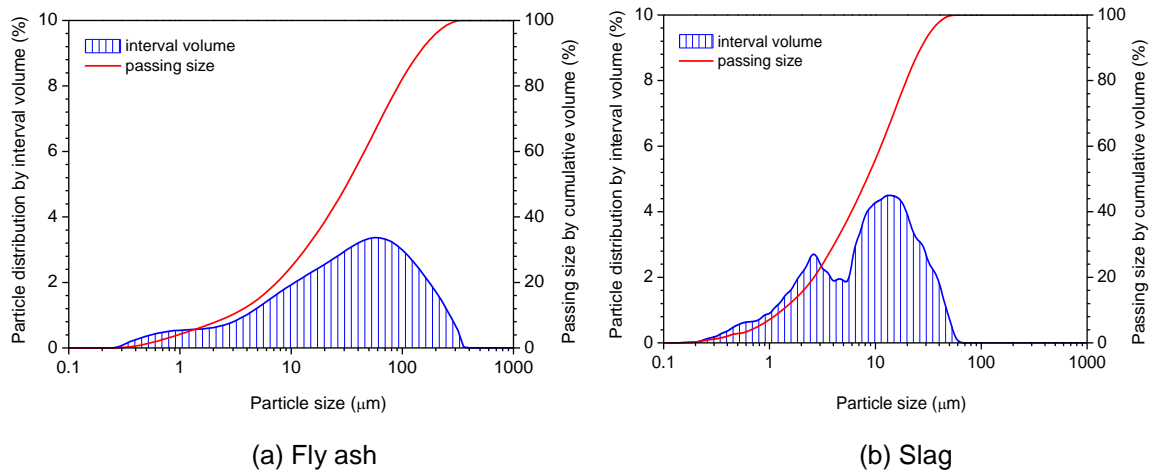 Particle distribution by interval volume (%)
10
8
6
4
2
0
interval volume
passing size
100
80
60
40
20
0
Passing size by cumulative volume (%)
0.1 1 10 100 1000
Particle size (μm)
(a) Fly ash
Particle distribution by interval volume (%)
10
8
6
4
2
0
interval volume
passing size
100
80
60
40
20
0
Passing size by cumulative volume (%)
0.1 1 10 100 1000
Particle size (μm)
(b) Slag